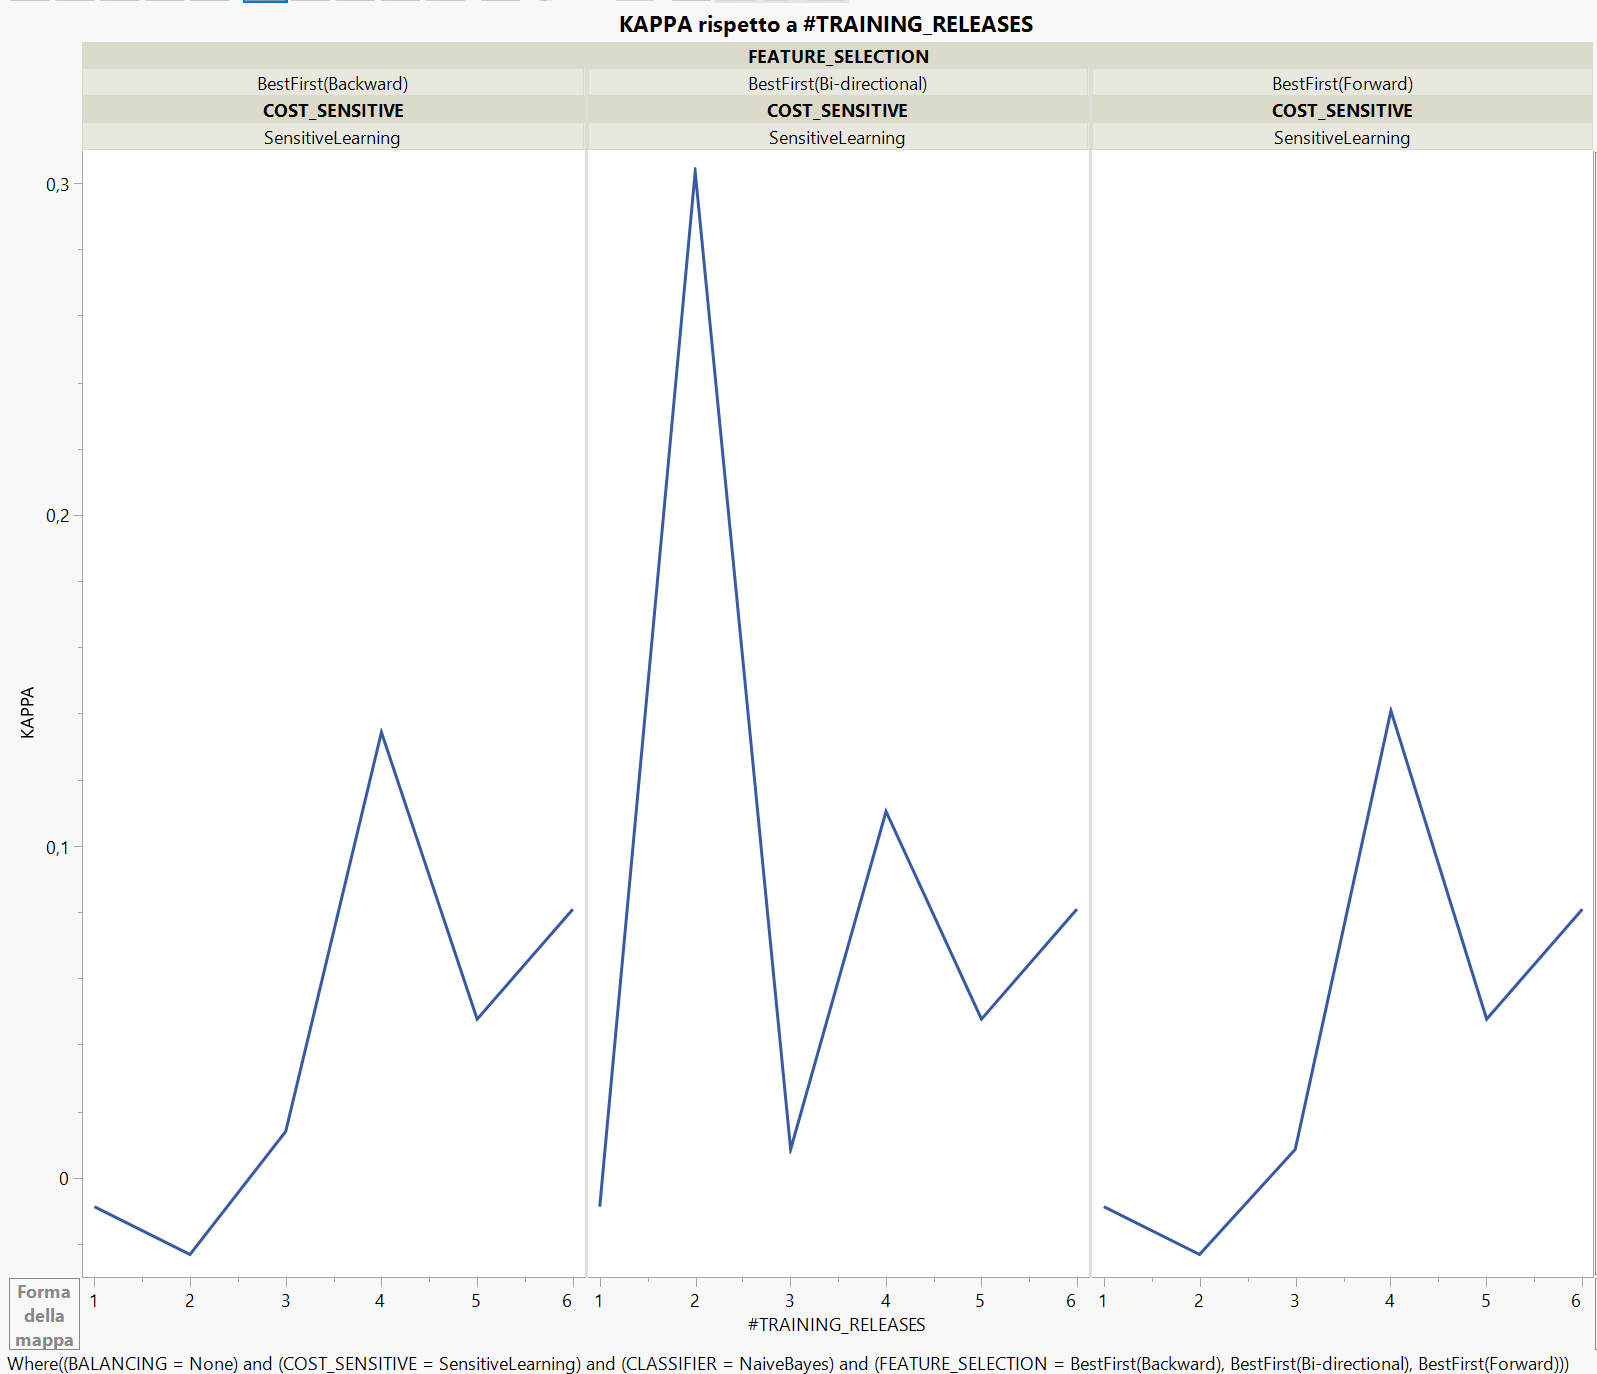 KAPPA rispetto a #TRAINING_RELEASES
FEATURE_SELECTION
BestFirst(Backward) BestFirst(Bi-directional) BestFirst(Forward)
COST_SENSITIVE COST_SENSITIVE COST_SENSITIVE
SensitiveLearning SensitiveLearning SensitiveLearning
0,3
0,2
KAPPA
0,1
0
Forma
della
mappa
1 2 3 4 5 6 1 2 3 4 5 6 1 2 3 4 5 6
#TRAINING_RELEASES
Where((BALANCING = None) and (COST_SENSITIVE = SensitiveLearning) and (CLASSIFIER = NaiveBayes) and (FEATURE_SELECTION = BestFirst(Backward), BestFirst(Bi-directional), BestFirst(Forward)))